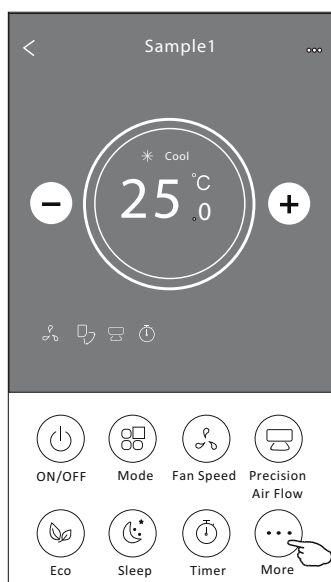 Sample1
Cool
25.0 °C
ON/OFF
Mode
Fan Speed
Precision
Air Flow
Eco
Sleep
Timer
More